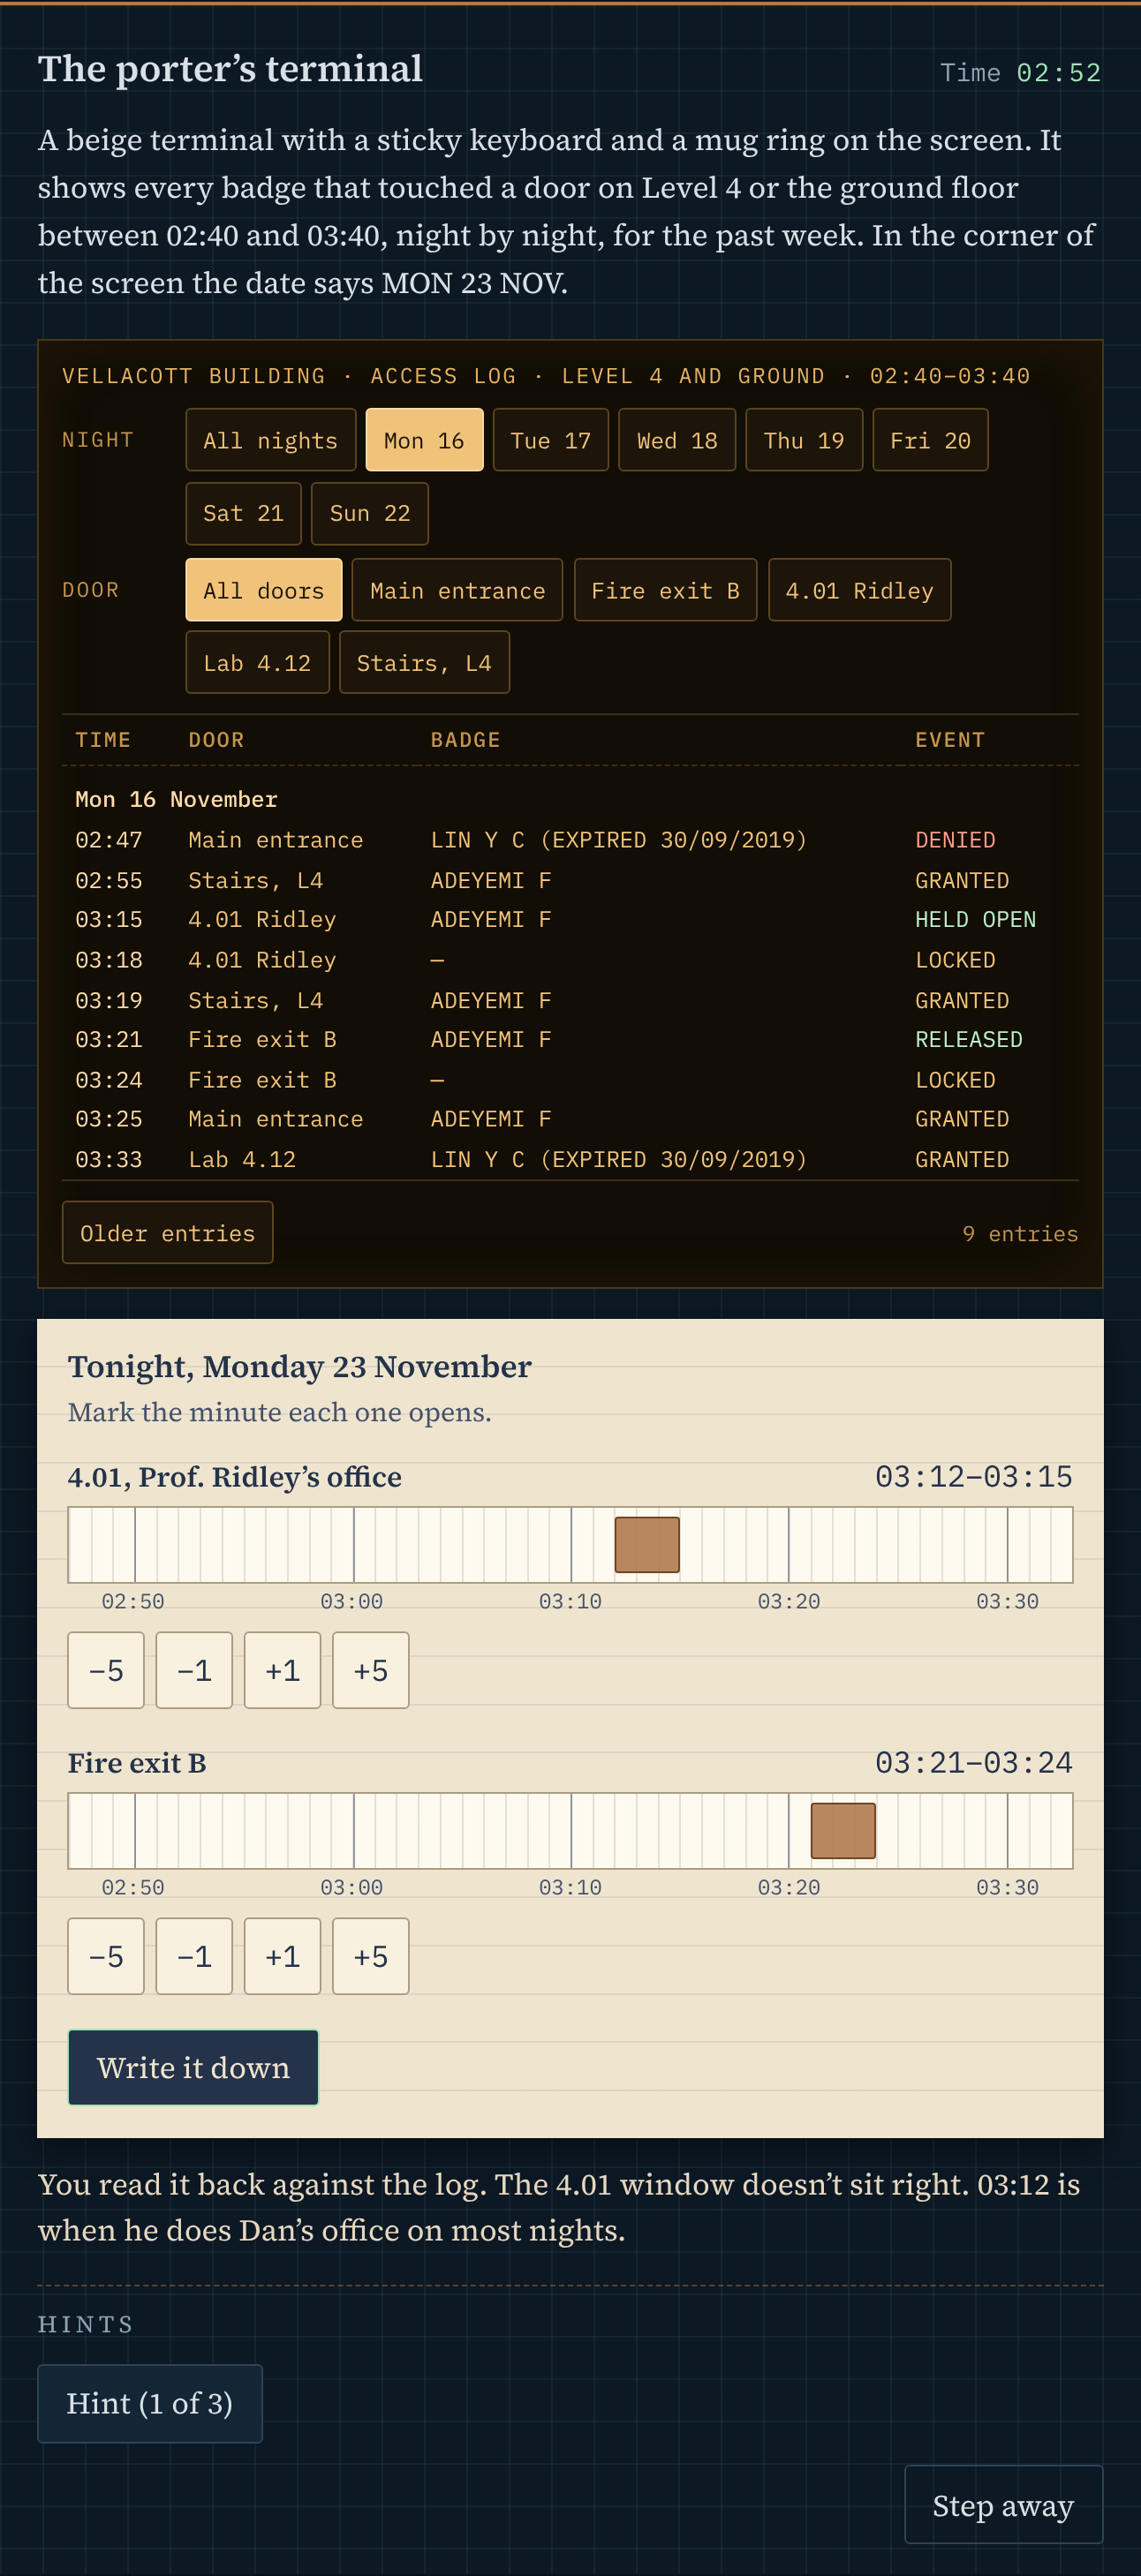 The porter’s terminal
Time 02:52
A beige terminal with a sticky keyboard and a mug ring on the screen. It
shows every badge that touched a door on Level 4 or the ground floor
between 02:40 and 03:40, night by night, for the past week. In the corner of
the screen the date says MON 23 NOV.
VELLACOTT BUILDING · ACCESS LOG · LEVEL 4 AND GROUND · 02:40–03:40
NIGHT All nights Mon 16 Tue 17 Wed 18 Thu 19 Fri 20
Sat 21 Sun 22
DOOR All doors Main entrance Fire exit B 4.01 Ridley
Lab 4.12 Stairs, L4
TIME DOOR BADGE EVENT
Mon 16 November
02:47 Main entrance LIN Y C (EXPIRED 30/09/2019) DENIED
02:55 Stairs, L4 ADEYEMI F GRANTED
03:15 4.01 Ridley ADEYEMI F HELD OPEN
03:18 4.01 Ridley – LOCKED
03:19 Stairs, L4 ADEYEMI F GRANTED
03:21 Fire exit B ADEYEMI F RELEASED
03:24 Fire exit B – LOCKED
03:25 Main entrance ADEYEMI F GRANTED
03:33 Lab 4.12 LIN Y C (EXPIRED 30/09/2019) GRANTED
Older entries 9 entries
Tonight, Monday 23 November
Mark the minute each one opens.
4.01, Prof. Ridley’s office 03:12–03:15
02:50 03:00 03:10 03:20 03:30
−5 −1 +1 +5
Fire exit B 03:21–03:24
02:50 03:00 03:10 03:20 03:30
−5 −1 +1 +5
Write it down
You read it back against the log. The 4.01 window doesn’t sit right. 03:12 is
when he does Dan’s office on most nights.
HINTS
Hint (1 of 3)
Step away